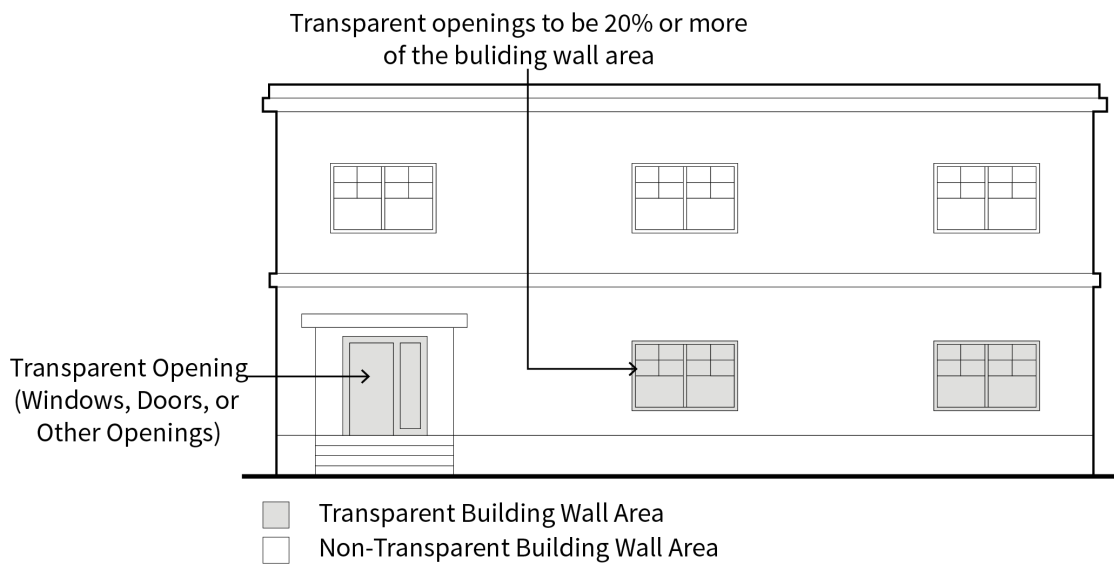 Transparent openings to be 20% or more
of the buliding wall area
Transparent Opening
(Windows, Doors, or
Other Openings)
Transparent Building Wall Area
Non-Transparent Building Wall Area